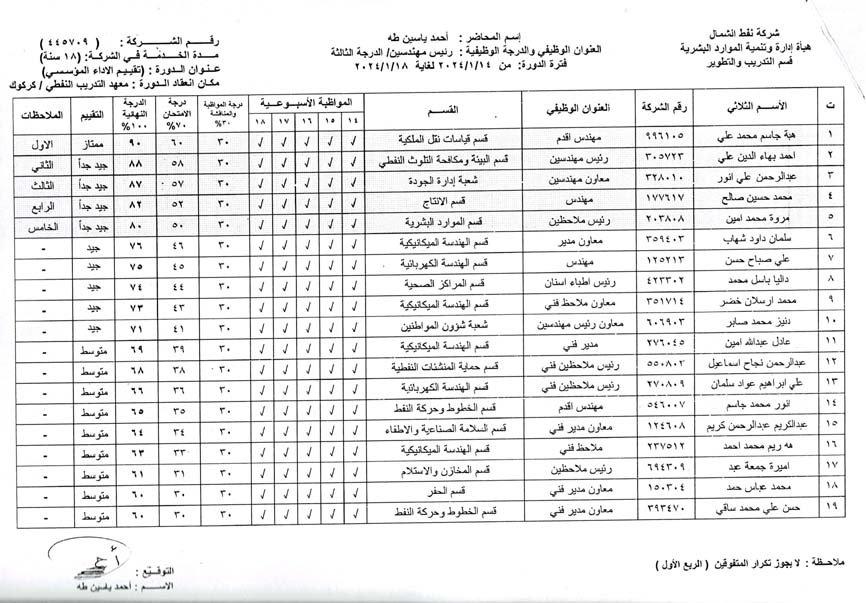 شركة نفط الشمال
هيأة إدارة وتنمية الموارد البشرية
قسم التدريب والتطوير
إسم المحاضر: أحمد ياسين طه
العنوان الوظيفي والدرجة الوظيفية: رئيس مهندسين/ الدرجة الثالثة
فترة الدورة: من ٢٠٢٤/١/١٤ لغاية ٢٠٢٤/١/١٨
رقـم الشـركـة : ( ٤٤٥٧٠٩ )
مدة الخدمة في الشركة: (١٨ سنة)
عنـوان الـدورة : (تقييـم الاداء المؤسسي)
مكان انعقاد الـدورة : معهد التدريب النفطي/ كركوك
ت الأسـم الثلاثي رقم الشركة العنوان الوظيفي القســـم المواظبة الأسبـوعيـة درجة المواظبة والمناقشة ٣٠% درجة الامتحان ٧٠% الدرجة النهائية ١٠٠% التقييم الملاحظات
١٤ ١٥ ١٦ ١٧ ١٨
١ هبة جاسم محمد علي ٩٩٦١٠٥ مهندس اقدم قسم قياسات نقل الملكية √ √ √ √ √ ٣٠ ٦٠ ٩٠ ممتاز الاول
٢ احمد بهاء الدين علي ٣٠٥٧٢٣ رئيس مهندسين قسم البيئة ومكافحة التلوث النفطي √ √ √ √ √ ٣٠ ٥٨ ٨٨ جيد جداً الثاني
٣ عبدالرحمن علي انور ٣٢٨٠١٠ معاون مهندسين شعبة إدارة الجودة √ √ √ √ √ ٣٠ ٥٧ ٨٧ جيد جداً الثالث
٤ محمد حسين صالح ١٧٧٦١٧ مهندس قسم الانتاج √ √ √ √ √ ٣٠ ٥٢ ٨٢ جيد جداً الرابع
٥ مروة محمد امين ٢٠٣٨٠٨ رئيس ملاحظين قسم الموارد البشرية √ √ √ √ √ ٣٠ ٥٠ ٨٠ جيد جداً الخامس
٦ سلمان داود شهاب ٣٥٩٤٠٣ معاون مدير قسم الهندسة الميكانيكية √ √ √ √ √ ٣٠ ٤٦ ٧٦ جيد -
٧ علي صباح حسن ١٢٥٢١٣ مهندس قسم الهندسة الكهربائية √ √ √ √ √ ٣٠ ٤٥ ٧٥ جيد -
٨ داليا باسل محمد ٤٢٣٣٠٢ رئيس اطباء اسنان قسم المراكز الصحية √ √ √ √ √ ٣٠ ٤٤ ٧٤ جيد -
٩ محمد ارسلان خضر ٣٥١٧١٤ معاون ملاحظ فني قسم الهندسة الميكانيكية √ √ √ √ √ ٣٠ ٤٣ ٧٣ جيد -
١٠ دنيز محمد صابر ٦٠٦٩٠٣ معاون رئيس مهندسين شعبة شؤون المواطنين √ √ √ √ √ ٣٠ ٤١ ٧١ جيد -
١١ عادل عبدالله امين ٢٧٦٠٤٥ مدير فني قسم الهندسة الميكانيكية √ √ √ √ √ ٣٠ ٣٩ ٦٩ متوسط -
١٢ عبدالرحمن نجاح اسماعيل ٥٥٠٨٠٢ رئيس ملاحظين فني قسم حماية المنشئات النفطية √ √ √ √ √ ٣٠ ٣٨ ٦٨ متوسط -
١٣ علي ابراهيم عواد سلمان ٢٧٠٨٠٩ رئيس ملاحظين فني قسم الهندسة الكهربائية √ √ √ √ √ ٣٠ ٣٦ ٦٦ متوسط -
١٤ انور محمد جاسم ٥٤٦٠٠٧ مهندس اقدم قسم الخطوط وحركة النفط √ √ √ √ √ ٣٠ ٣٥ ٦٥ متوسط -
١٥ عبدالكريم عبدالرحمن كريم ١٢٤٦٠٨ معاون مدير فني قسم السلامة الصناعية والاطفاء √ √ √ √ √ ٣٠ ٣٤ ٦٤ متوسط -
١٦ هه ريم محمد احمد ٢٣٧٥١٢ ملاحظ فني قسم الهندسة الميكانيكية √ √ √ √ √ ٣٠ ٣٣ ٦٣ متوسط -
١٧ اميرة جمعة عبد ٦٩٤٣٠٩ رئيس ملاحظين قسم المخازن والاستلام √ √ √ √ √ ٣٠ ٣١ ٦١ متوسط -
١٨ محمد عباس حمد ١٥٠٣٠٤ معاون مدير فني قسم الحفر √ √ √ √ √ ٣٠ ٣٠ ٦٠ متوسط -
١٩ حسن علي محمد ساقي ٣٩٣٤٧٠ معاون مدير فني قسم الخطوط وحركة النفط √ √ √ √ √ ٣٠ ٣٠ ٦٠ متوسط -
ملاحظة : لا يجوز تكرار المتفوقين ( الربع الأول )
التوقيـع :
الاســم : أحمد ياسين طه